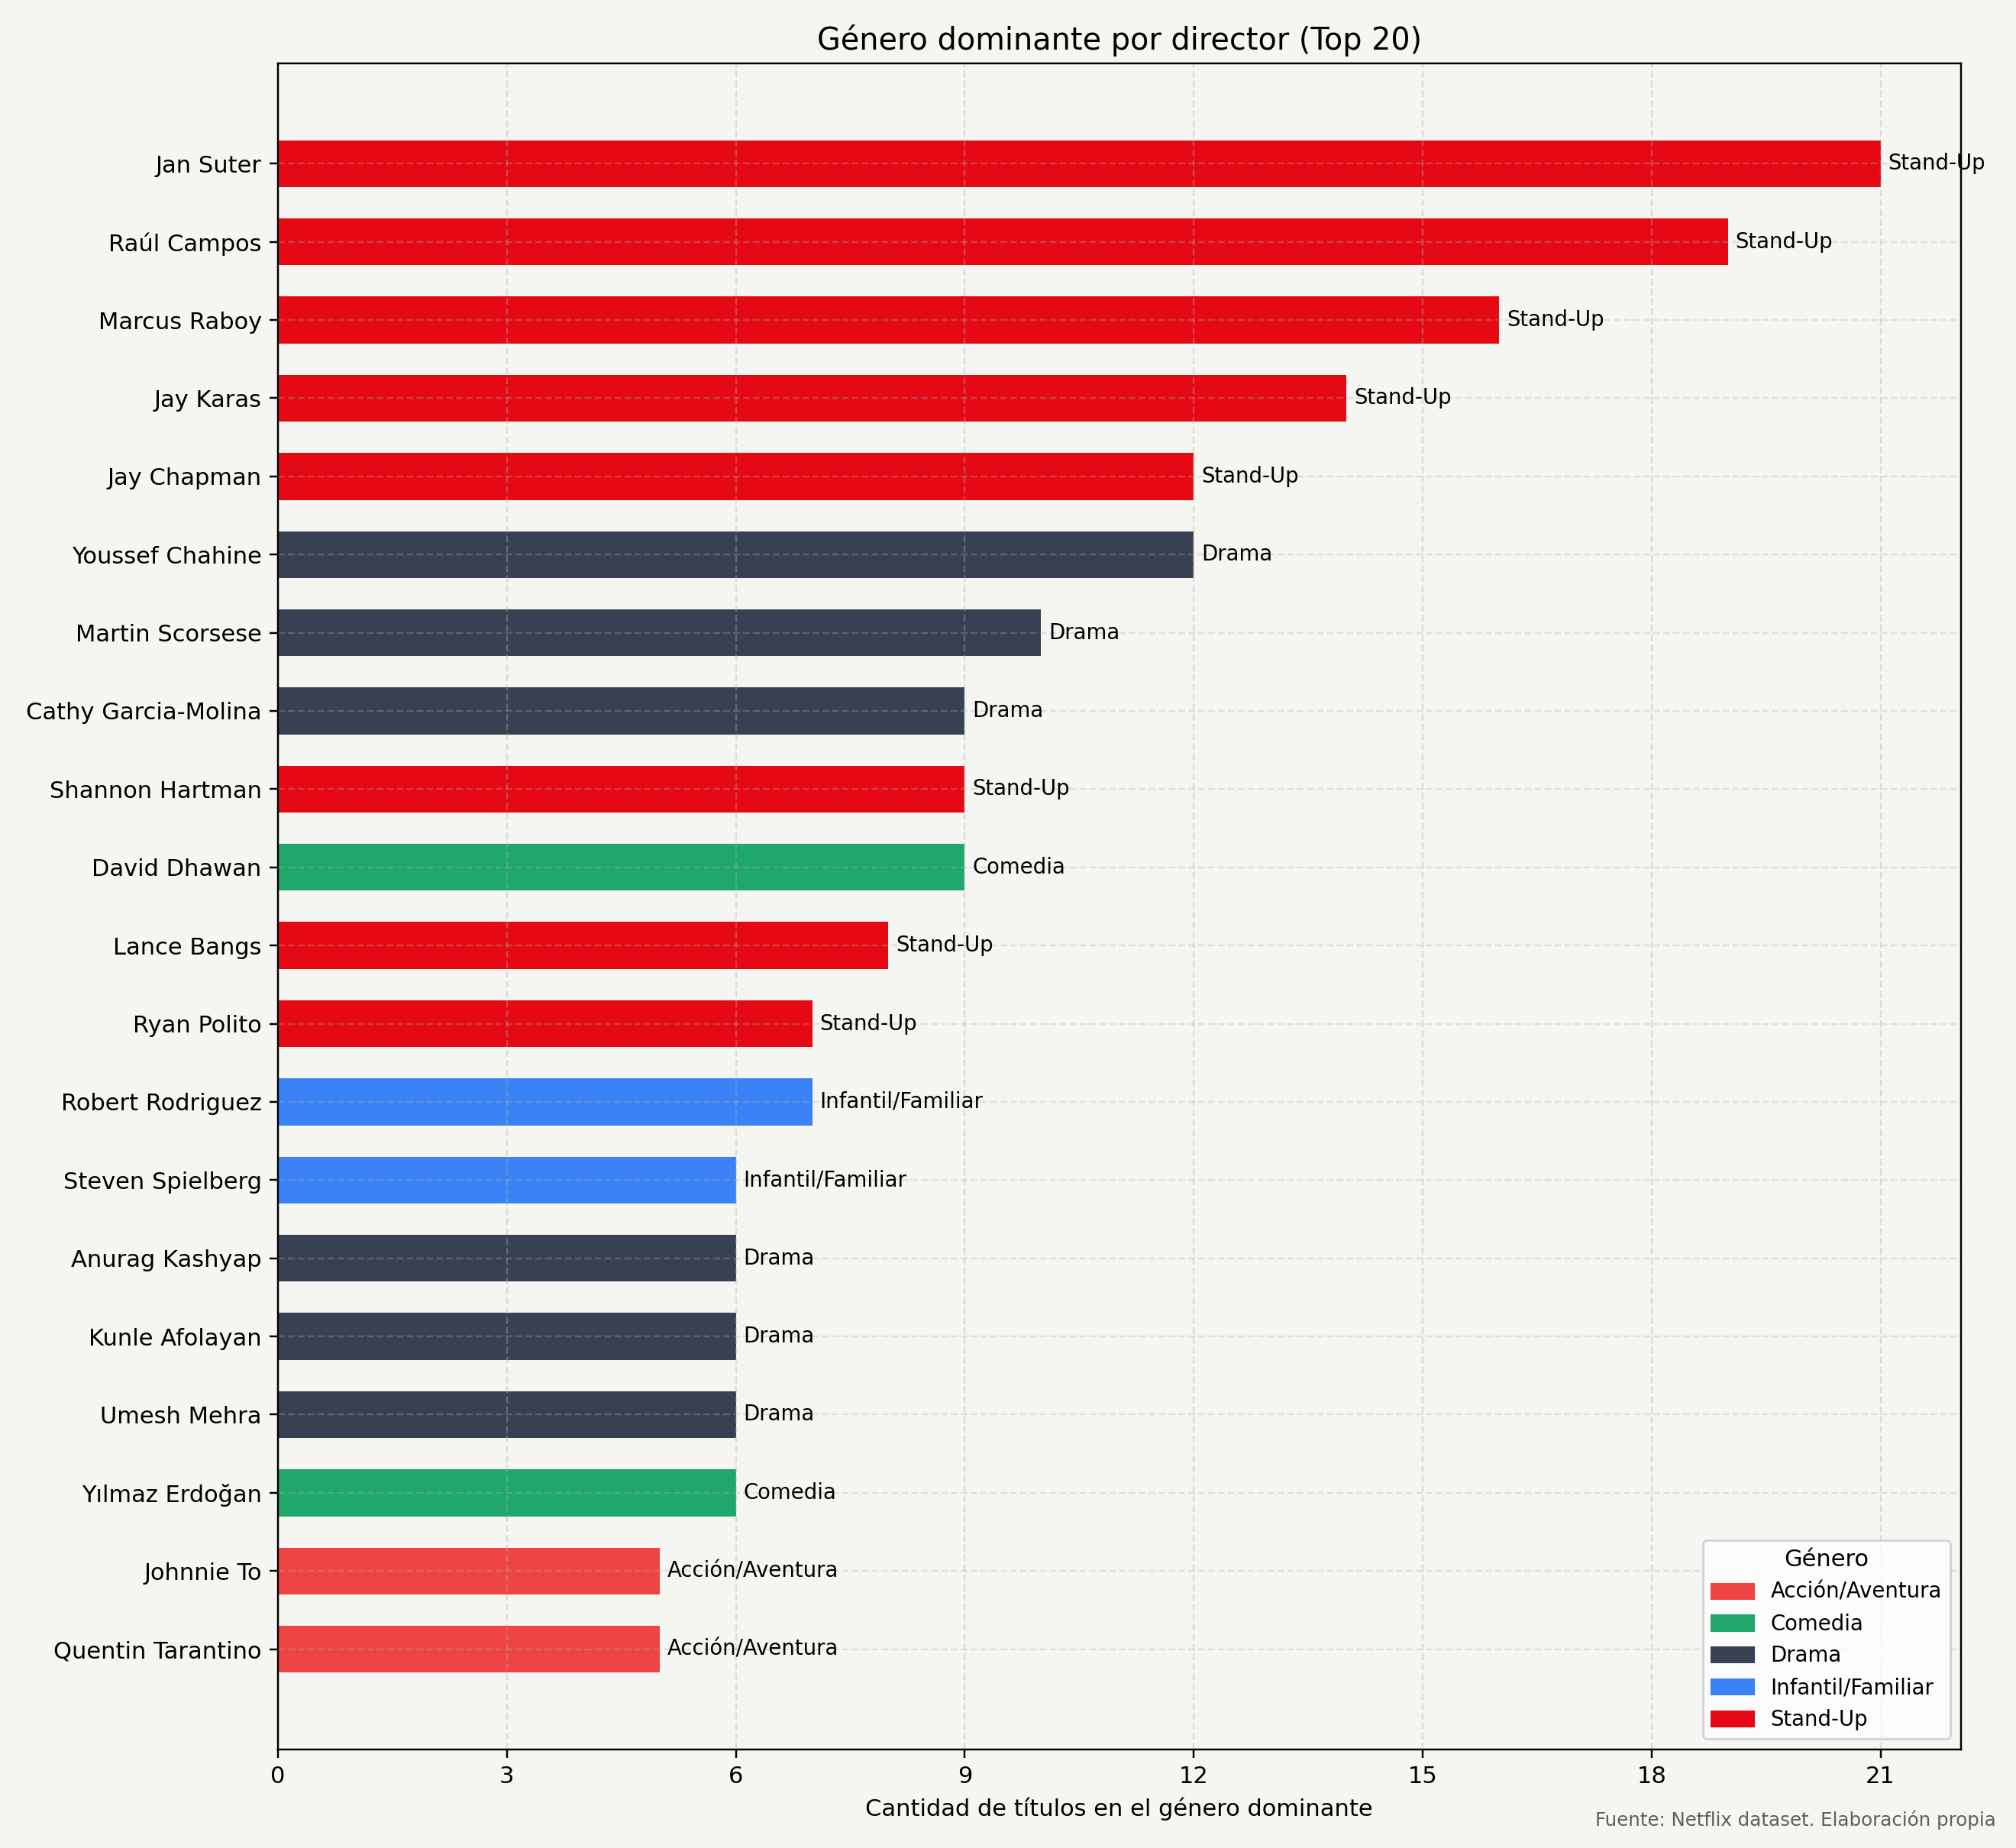 Género dominante por director (Top 20)
Jan Suter
Stand-Up
Raúl Campos
Stand-Up
Marcus Raboy
Stand-Up
Jay Karas
Stand-Up
Jay Chapman
Stand-Up
Youssef Chahine
Drama
Martin Scorsese
Drama
Cathy Garcia-Molina
Drama
Shannon Hartman
Stand-Up
David Dhawan
Comedia
Lance Bangs
Stand-Up
Ryan Polito
Stand-Up
Robert Rodriguez
Infantil/Familiar
Steven Spielberg
Infantil/Familiar
Anurag Kashyap
Drama
Kunle Afolayan
Drama
Umesh Mehra
Drama
Yılmaz Erdoğan
Comedia
Johnnie To
Acción/Aventura
Quentin Tarantino
Acción/Aventura
Género
Acción/Aventura
Comedia
Drama
Infantil/Familiar
Stand-Up
0 3 6 9 12 15 18 21
Cantidad de títulos en el género dominante
Fuente: Netflix dataset. Elaboración propia